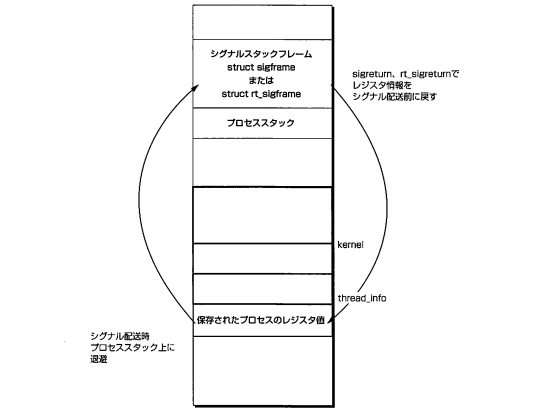 シグナルスタックフレーム
struct sigframe
または
struct rt_sigframe
sigreturn、rt_sigreturnで
レジスタ情報を
シグナル配送前に戻す
プロセススタック
kernel
thread_info
保存されたプロセスのレジスタ値
シグナル配送時
プロセススタック上に
退避